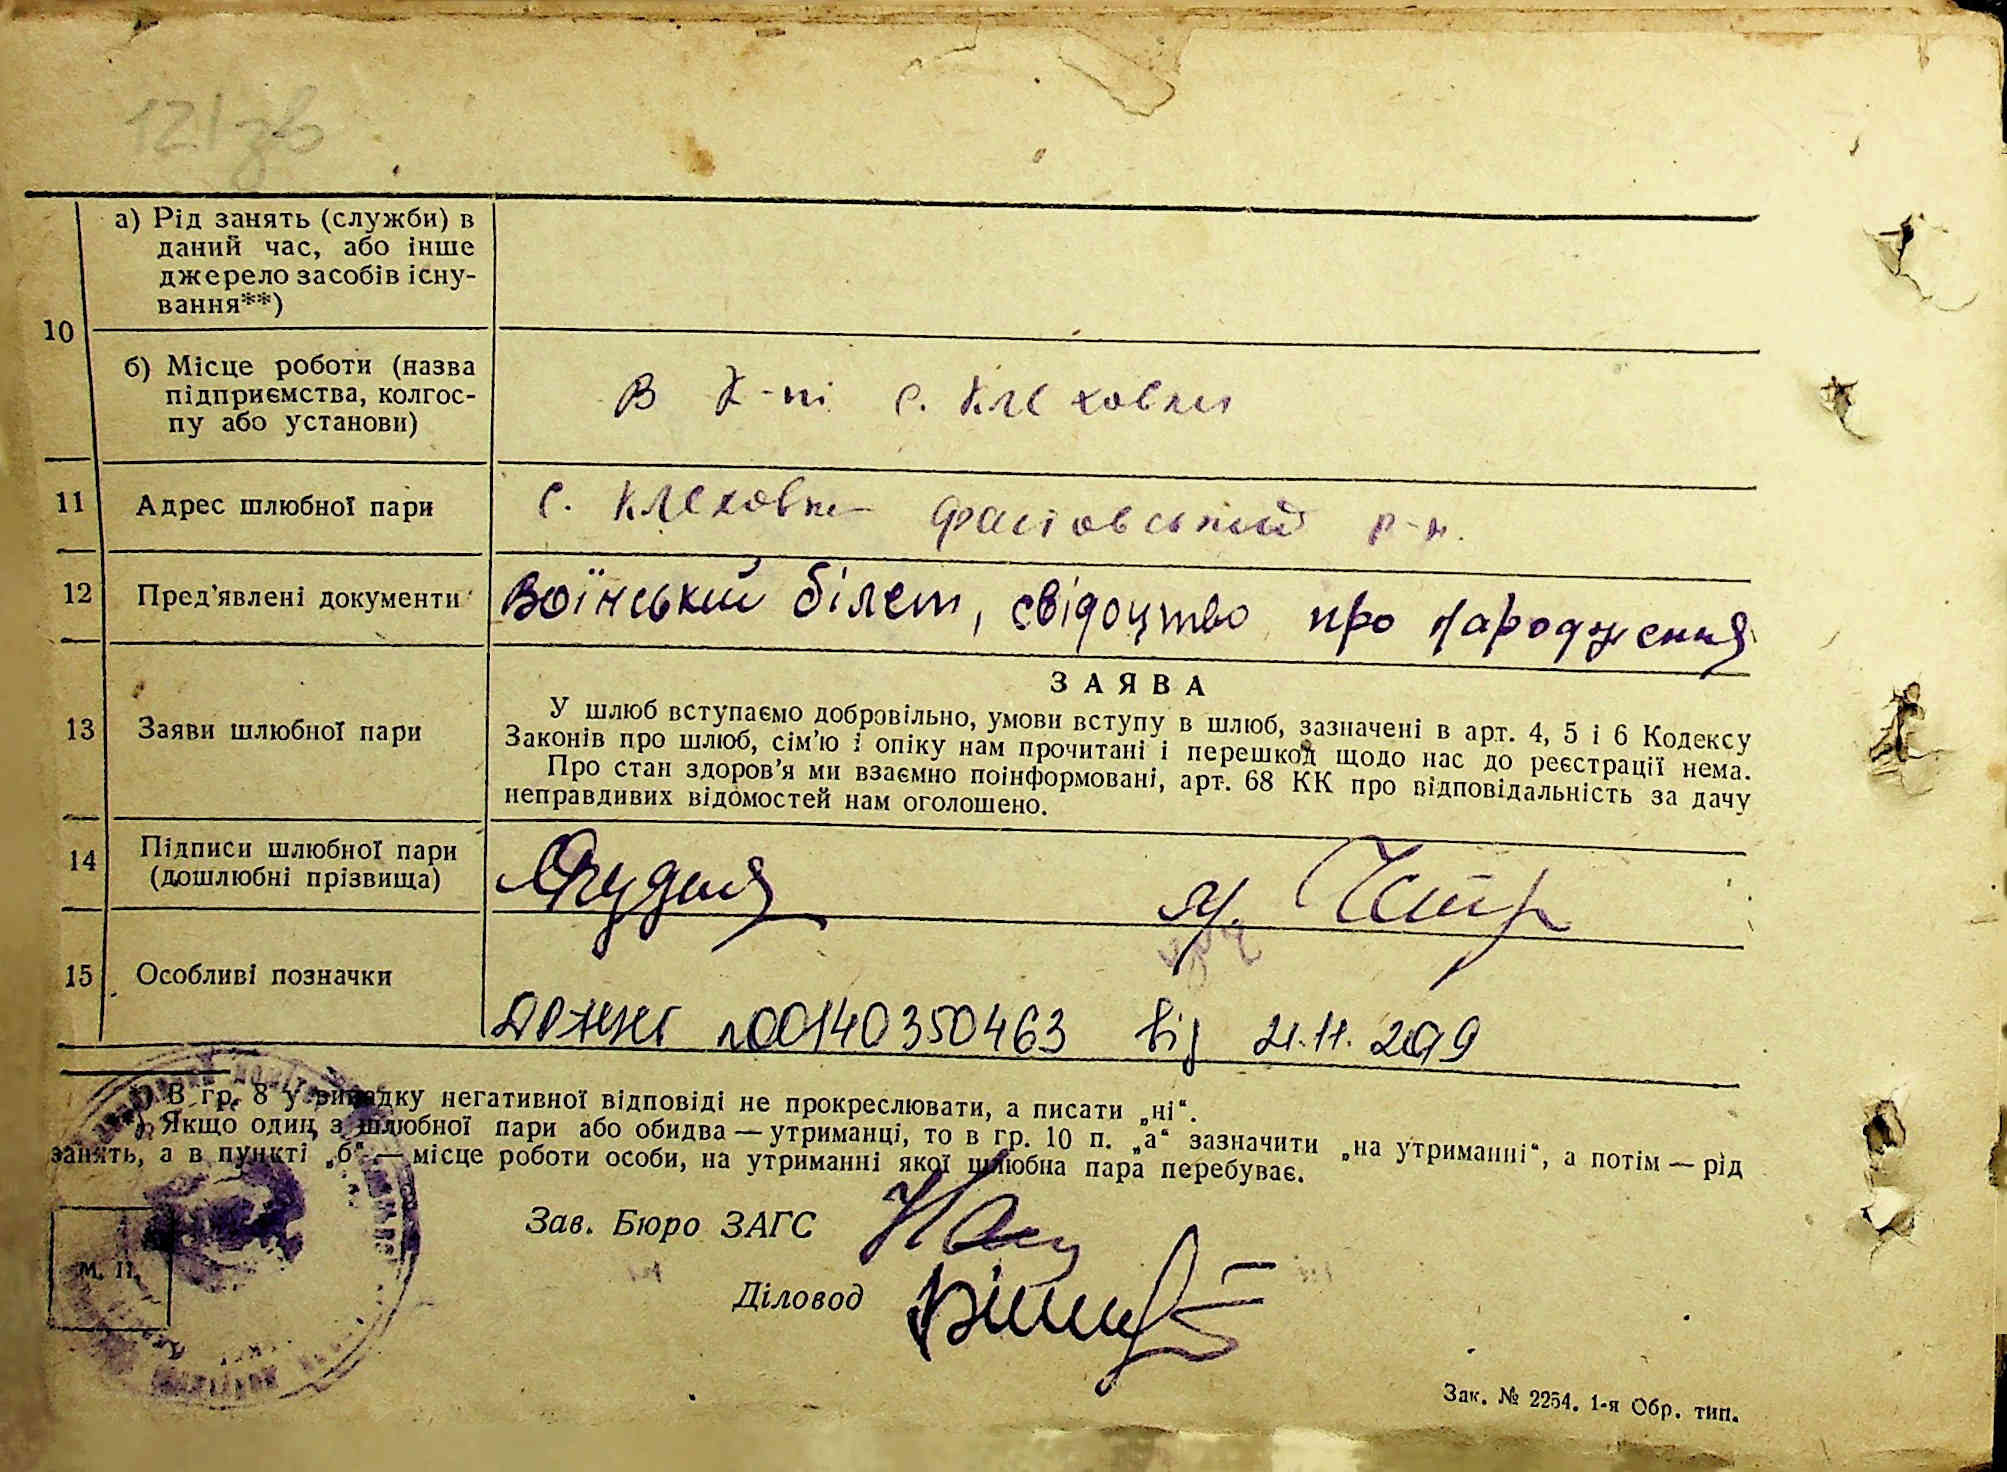 121 зв
10
а) Рід занять (служби) в
даний час, або інше
джерело засобів існу-
вання**)
б) Місце роботи (назва
підприємства, колгос-
пу або установи)
В к-пі с. Клеховки
11
Адрес шлюбної пари
с. Клеховки Фастовський р-н.
12
Пред'явлені документи
Воїнський білет, свідоцтво про народження
13
Заяви шлюбної пари
ЗАЯВА
У шлюб вступаємо добровільно, умови вступу в шлюб, зазначені в арт. 4, 5 і 6 Кодексу
Законів про шлюб, сім'ю і опіку нам прочитані і перешкод щодо нас до реєстрації нема.
Про стан здоров'я ми взаємно поінформовані, арт. 68 КК про відповідальність за дачу
неправдивих відомостей нам оголошено.
14
Підписи шлюбної пари
(дошлюбні прізвища)
15
Особливі позначки
00140350463 від 21.11.2019
*) В гр. 8 у випадку негативної відповіді не прокреслювати, а писати „ні“.
*) Якщо один з шлюбної пари або обидва — утриманці, то в гр. 10 п. „а“ зазначити „на утриманні“, а потім — рід
занять, а в пункті „б“ — місце роботи особи, на утриманні якої шлюбна пара перебуває.
Зав. Бюро ЗАГС
Діловод
М. П.
Зак. № 2254. 1-я Обр. тип.